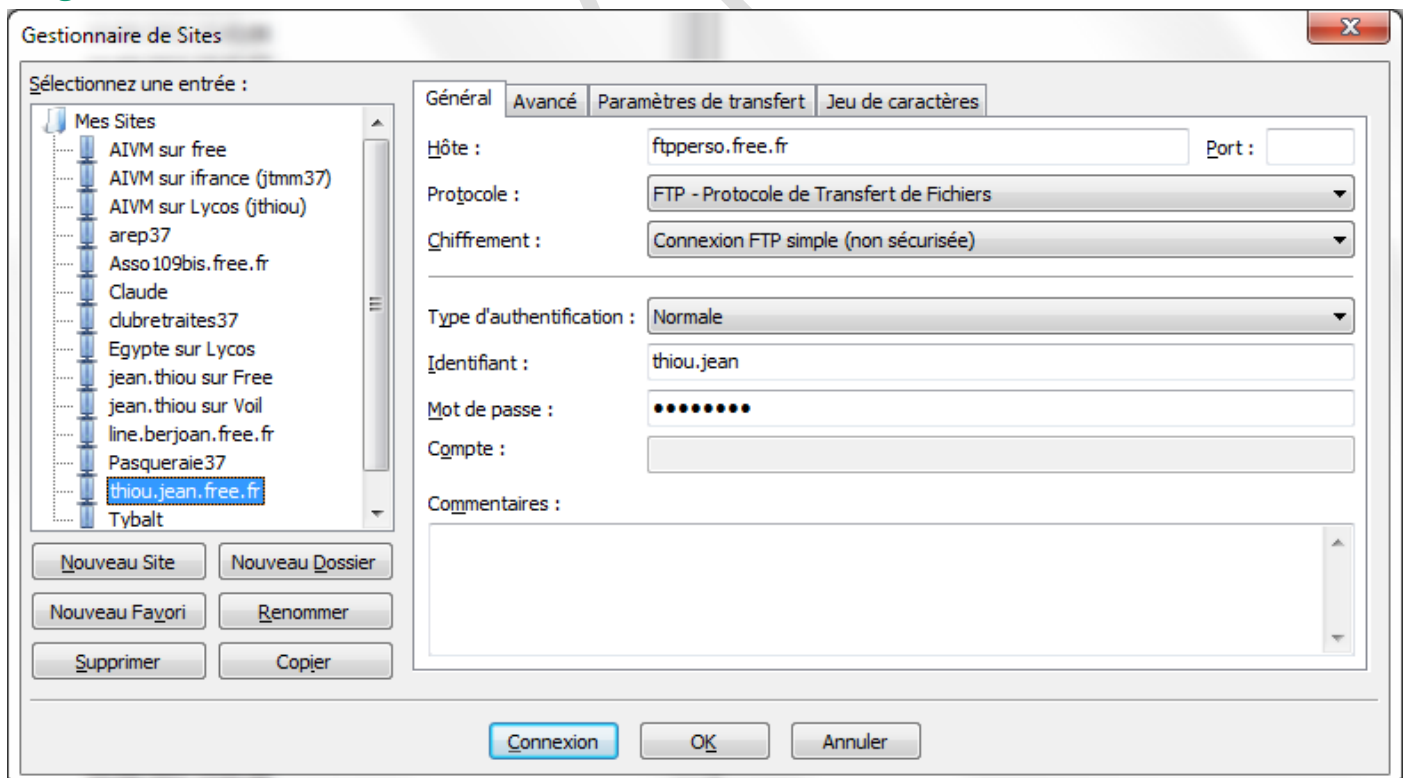 Gestionnaire de Sites
Sélectionnez une entrée :
Mes Sites
AIVM sur free
AIVM sur ifrance (jtmm37)
AIVM sur Lycos (jthiou)
arep37
Asso109bis.free.fr
Claude
clubretraites37
Egypte sur Lycos
jean.thiou sur Free
jean.thiou sur Voil
line.berjoan.free.fr
Pasqueraie37
thiou.jean.free.fr
Tybalt
Nouveau Site Nouveau Dossier
Nouveau Favori Renommer
Supprimer Copier
Général Avancé Paramètres de transfert Jeu de caractères
Hôte : ftpperso.free.fr Port :
Protocole : FTP - Protocole de Transfert de Fichiers
Chiffrement : Connexion FTP simple (non sécurisée)
Type d'authentification : Normale
Identifiant : thiou.jean
Mot de passe : ●●●●●●●●
Compte :
Commentaires :
Connexion OK Annuler